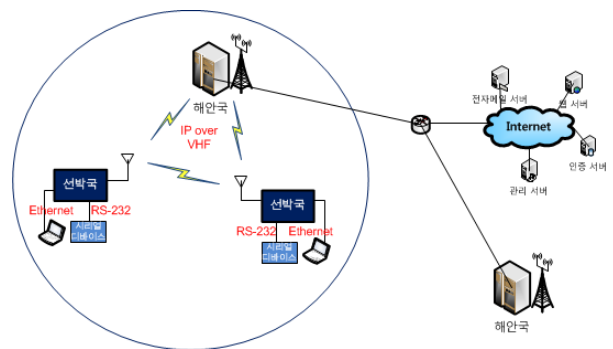 해안국
IP over
VHF
선박국
Ethernet
RS-232
시리얼
디바이스
선박국
RS-232
Ethernet
시리얼
디바이스
전자메일 서버
웹 서버
Internet
인증 서버
관리 서버
해안국